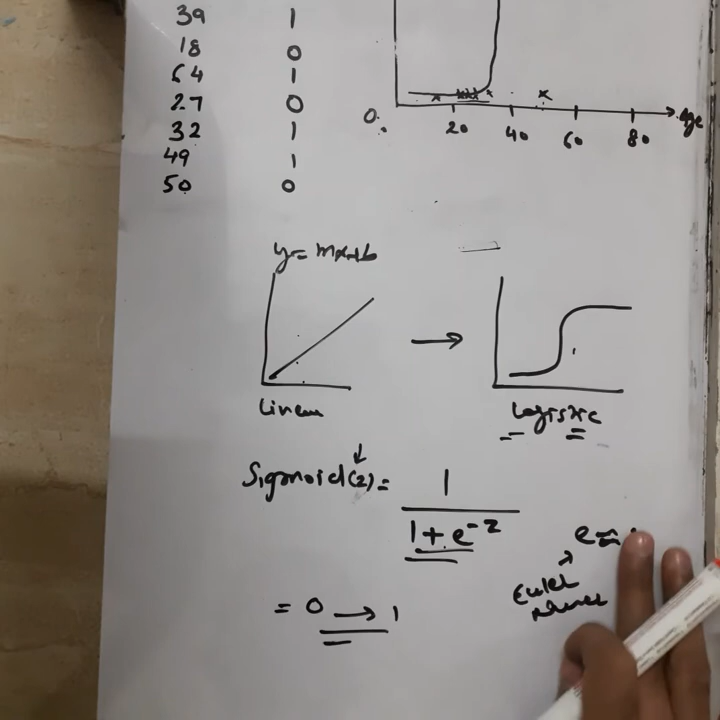 39 1
18 0
64 1
27 0
32 1
49 1
50 0
0. 20 40 60 80 Age
y = mx+b
Linear
Logistic
Sigmoid(z) = 1
1 + e^-z
e =
Euler
= 0 → 1